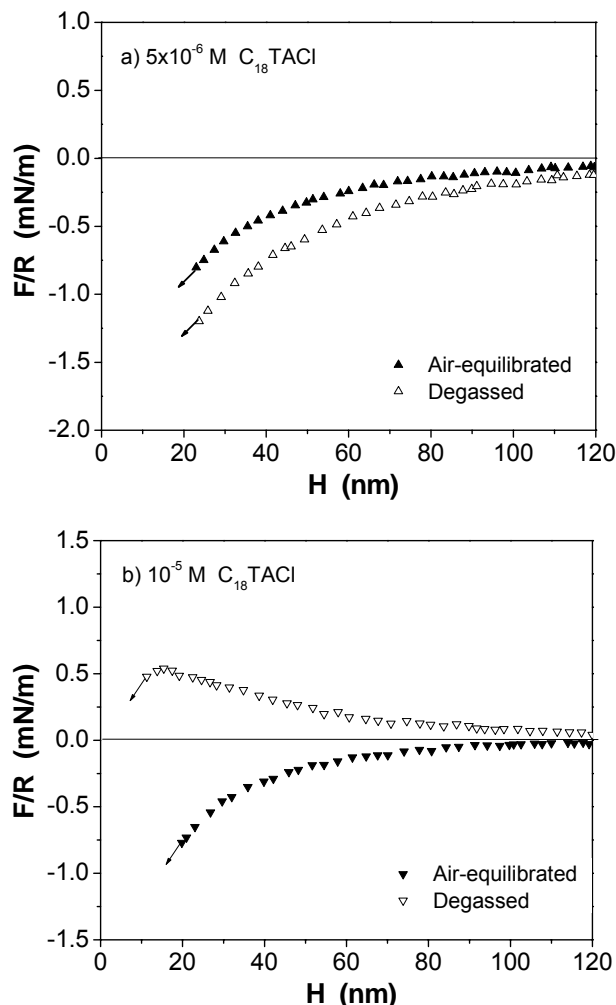 1.0
a) 5x10⁻⁶ M C₁₈TACl
0.5
0.0
-0.5
-1.0
Air-equilibrated
-1.5
Degassed
-2.0
0 20 40 60 80 100 120
F/R (mN/m)
H (nm)
1.5
b) 10⁻⁵ M C₁₈TACl
1.0
0.5
0.0
-0.5
-1.0
Air-equilibrated
Degassed
-1.5
0 20 40 60 80 100 120
F/R (mN/m)
H (nm)